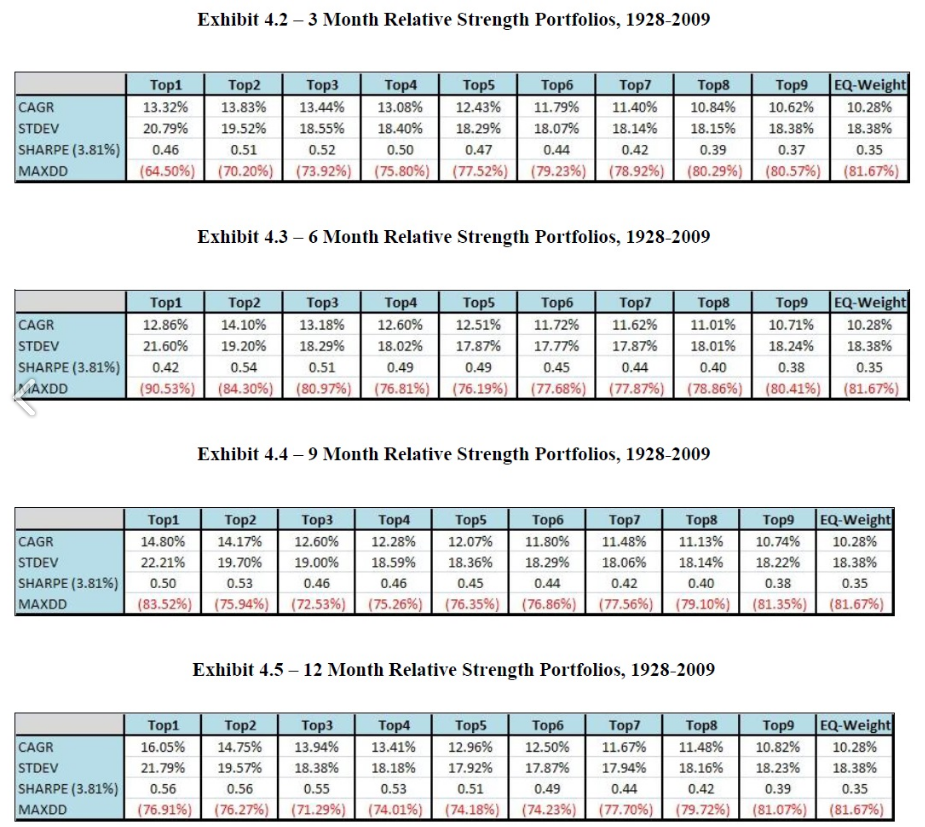 Exhibit 4.2 – 3 Month Relative Strength Portfolios, 1928-2009
Top1 Top2 Top3 Top4 Top5 Top6 Top7 Top8 Top9 EQ-Weight
CAGR 13.32% 13.83% 13.44% 13.08% 12.43% 11.79% 11.40% 10.84% 10.62% 10.28%
STDEV 20.79% 19.52% 18.55% 18.40% 18.29% 18.07% 18.14% 18.15% 18.38% 18.38%
SHARPE (3.81%) 0.46 0.51 0.52 0.50 0.47 0.44 0.42 0.39 0.37 0.35
MAXDD (64.50%) (70.20%) (73.92%) (75.80%) (77.52%) (79.23%) (78.92%) (80.29%) (80.57%) (81.67%)
Exhibit 4.3 – 6 Month Relative Strength Portfolios, 1928-2009
Top1 Top2 Top3 Top4 Top5 Top6 Top7 Top8 Top9 EQ-Weight
CAGR 12.86% 14.10% 13.18% 12.60% 12.51% 11.72% 11.62% 11.01% 10.71% 10.28%
STDEV 21.60% 19.20% 18.29% 18.02% 17.87% 17.77% 17.87% 18.01% 18.24% 18.38%
SHARPE (3.81%) 0.42 0.54 0.51 0.49 0.49 0.45 0.44 0.40 0.38 0.35
MAXDD (90.53%) (84.30%) (80.97%) (76.81%) (76.19%) (77.68%) (77.87%) (78.86%) (80.41%) (81.67%)
Exhibit 4.4 – 9 Month Relative Strength Portfolios, 1928-2009
Top1 Top2 Top3 Top4 Top5 Top6 Top7 Top8 Top9 EQ-Weight
CAGR 14.80% 14.17% 12.60% 12.28% 12.07% 11.80% 11.48% 11.13% 10.74% 10.28%
STDEV 22.21% 19.70% 19.00% 18.59% 18.36% 18.29% 18.06% 18.14% 18.22% 18.38%
SHARPE (3.81%) 0.50 0.53 0.46 0.46 0.45 0.44 0.42 0.40 0.38 0.35
MAXDD (83.52%) (75.94%) (72.53%) (75.26%) (76.35%) (76.86%) (77.56%) (79.10%) (81.35%) (81.67%)
Exhibit 4.5 – 12 Month Relative Strength Portfolios, 1928-2009
Top1 Top2 Top3 Top4 Top5 Top6 Top7 Top8 Top9 EQ-Weight
CAGR 16.05% 14.75% 13.94% 13.41% 12.96% 12.50% 11.67% 11.48% 10.82% 10.28%
STDEV 21.79% 19.57% 18.38% 18.18% 17.92% 17.87% 17.94% 18.16% 18.23% 18.38%
SHARPE (3.81%) 0.56 0.56 0.55 0.53 0.51 0.49 0.44 0.42 0.39 0.35
MAXDD (76.91%) (76.27%) (71.29%) (74.01%) (74.18%) (74.23%) (77.70%) (79.72%) (81.07%) (81.67%)